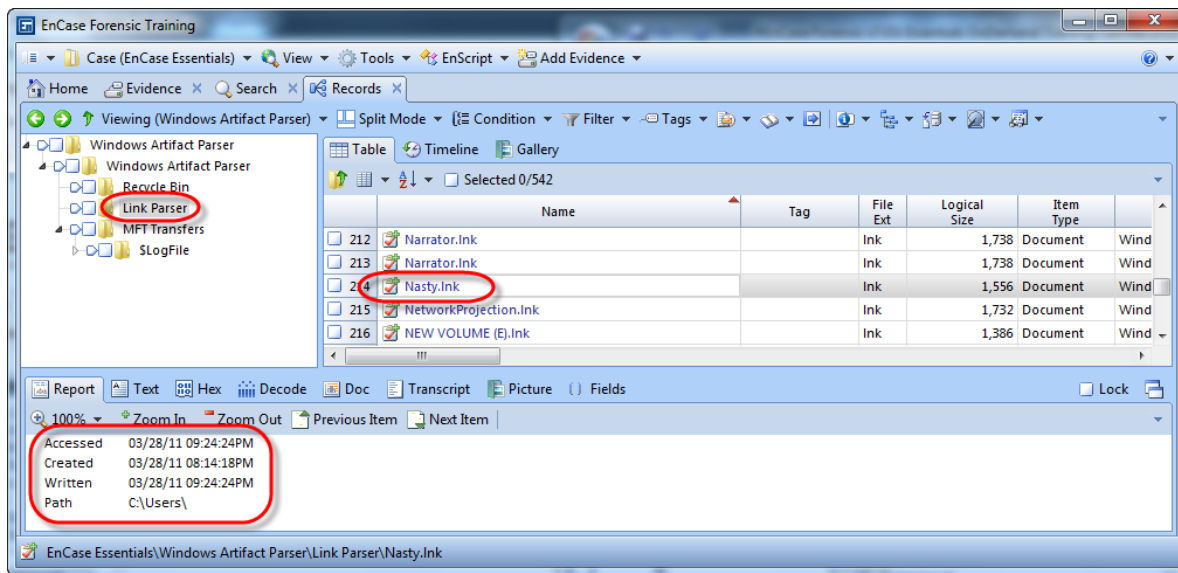 EnCase Forensic Training
Case (EnCase Essentials) View Tools EnScript Add Evidence
Home Evidence Search Records
Viewing (Windows Artifact Parser) Split Mode Condition Filter Tags
Windows Artifact Parser
Windows Artifact Parser
Recycle Bin
Link Parser
MFT Transfers
$LogFile
Table Timeline Gallery
Selected 0/542
Name Tag File Ext Logical Size Item Type
212 Narrator.lnk lnk 1,738 Document Wind
213 Narrator.lnk lnk 1,738 Document Wind
214 Nasty.lnk lnk 1,556 Document Wind
215 NetworkProjection.lnk lnk 1,732 Document Wind
216 NEW VOLUME (E).lnk lnk 1,386 Document Wind
Report Text Hex Decode Doc Transcript Picture Fields Lock
100% Zoom In Zoom Out Previous Item Next Item
Accessed 03/28/11 09:24:24PM
Created 03/28/11 08:14:18PM
Written 03/28/11 09:24:24PM
Path C:\Users\
EnCase Essentials\Windows Artifact Parser\Link Parser\Nasty.lnk